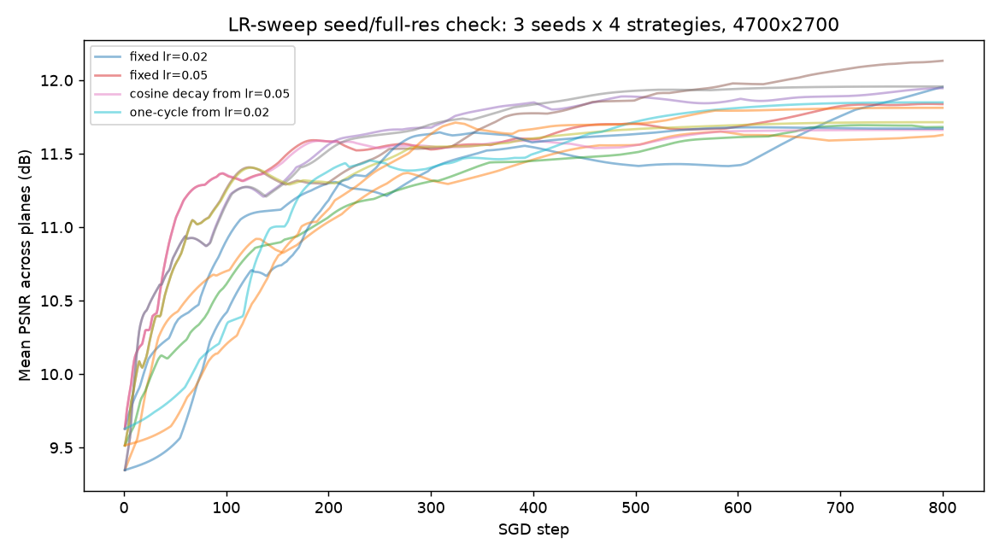 LR-sweep seed/full-res check: 3 seeds x 4 strategies, 4700x2700
fixed lr=0.02
fixed lr=0.05
cosine decay from lr=0.05
one-cycle from lr=0.02
Mean PSNR across planes (dB)
12.0
11.5
11.0
10.5
10.0
9.5
0 100 200 300 400 500 600 700 800
SGD step